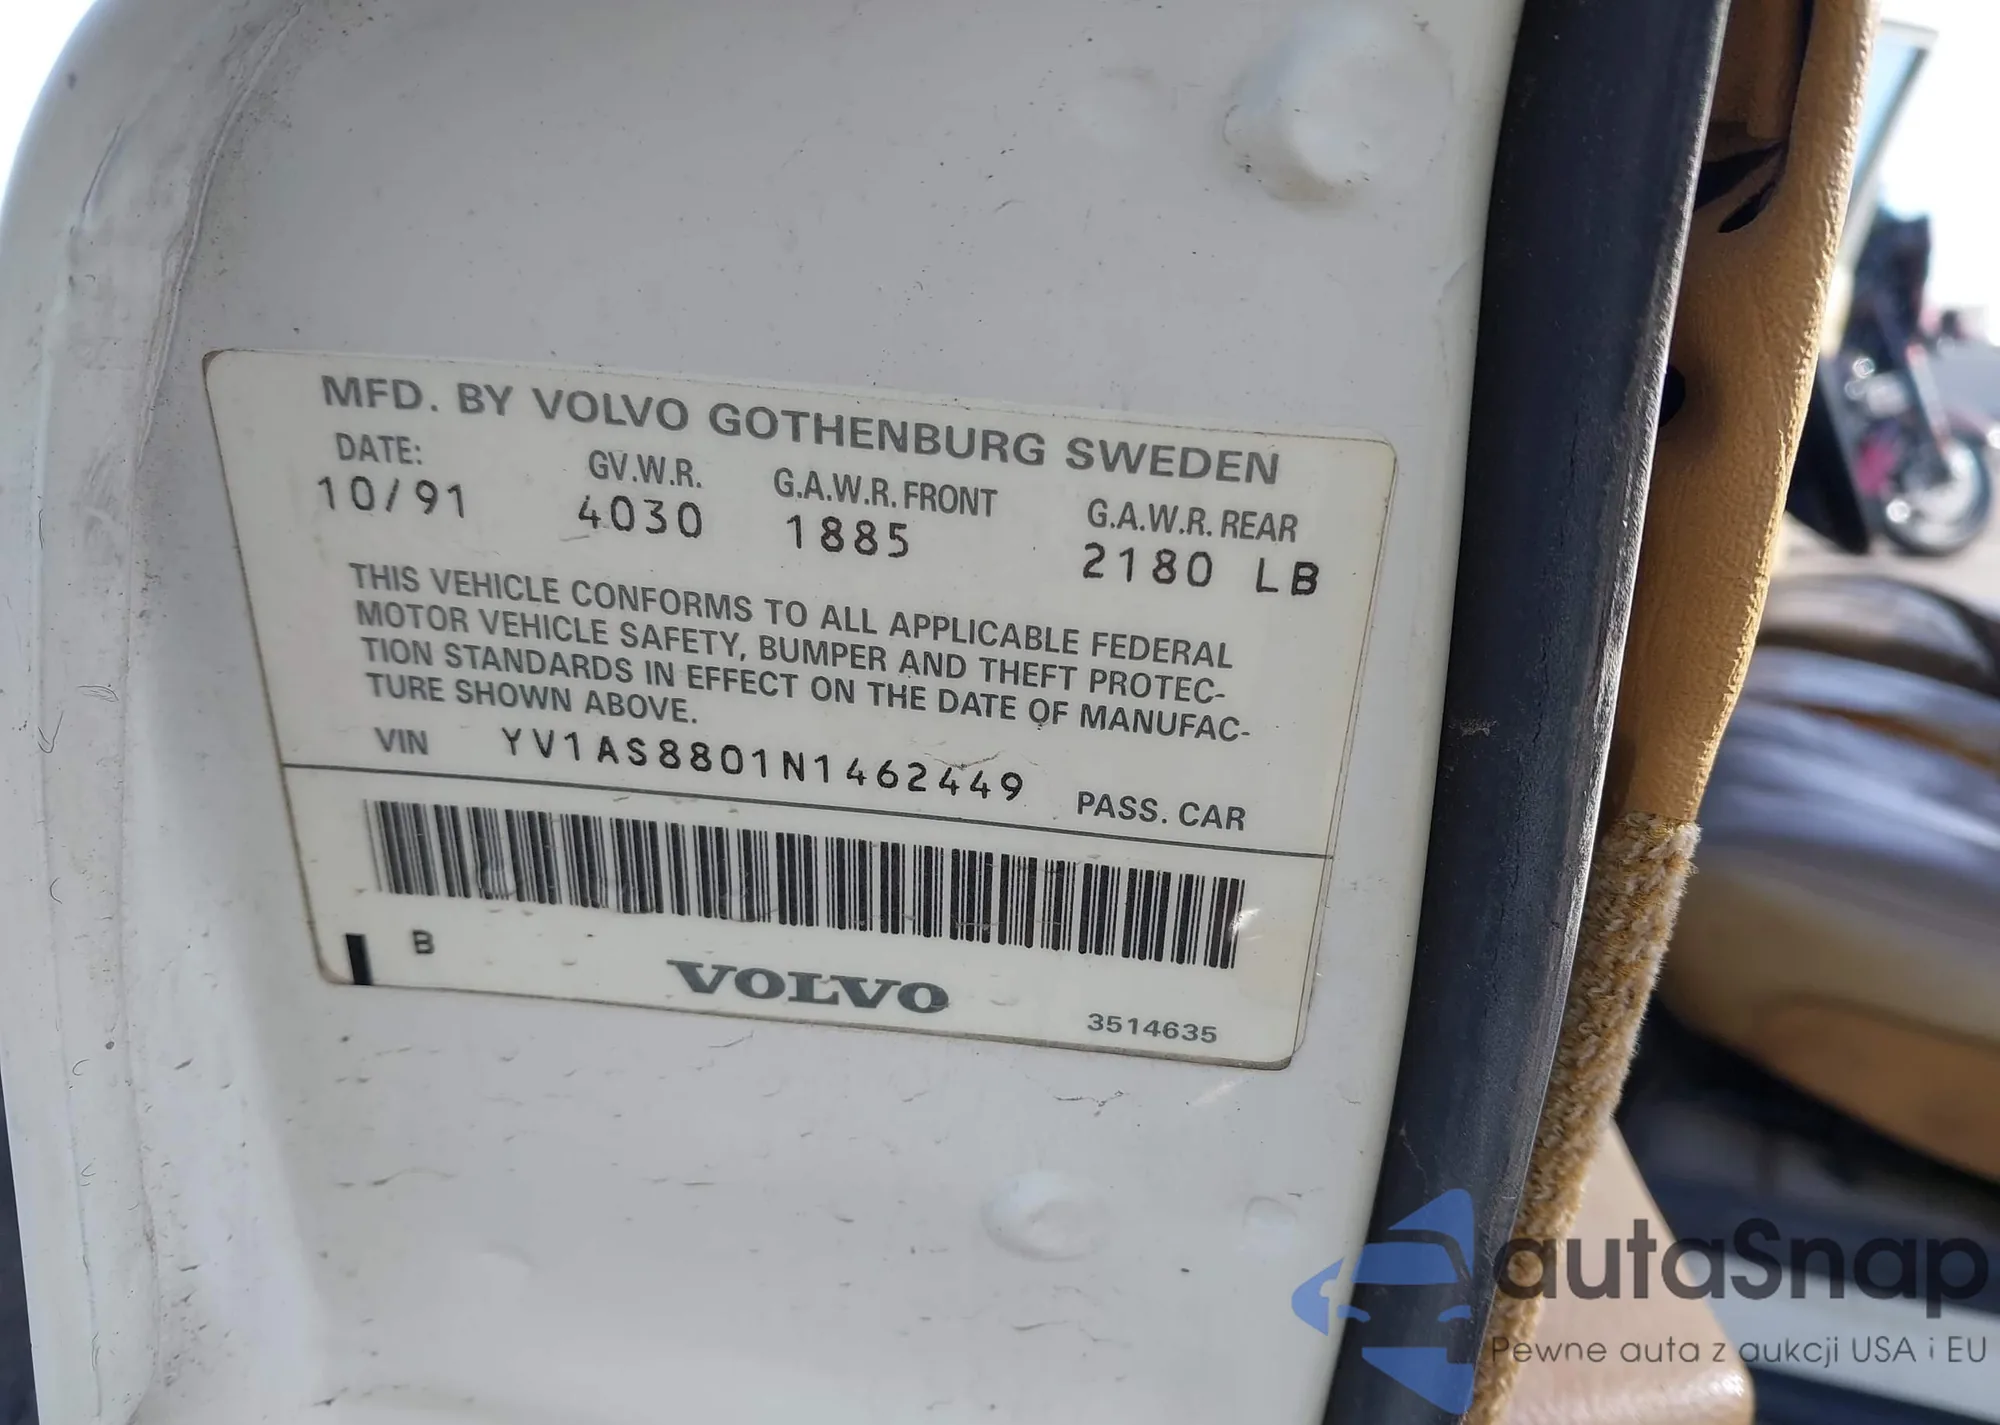 MFD. BY VOLVO GOTHENBURG SWEDEN
DATE: GV.W.R. G.A.W.R. FRONT G.A.W.R. REAR
10/91 4030 1885 2180 LB
THIS VEHICLE CONFORMS TO ALL APPLICABLE FEDERAL
MOTOR VEHICLE SAFETY, BUMPER AND THEFT PROTEC-
TION STANDARDS IN EFFECT ON THE DATE OF MANUFAC-
TURE SHOWN ABOVE.
VIN YV1AS8801N1462449 PASS. CAR
B
VOLVO
3514635
autaSnap
Pewne auta z aukcji USA i EU